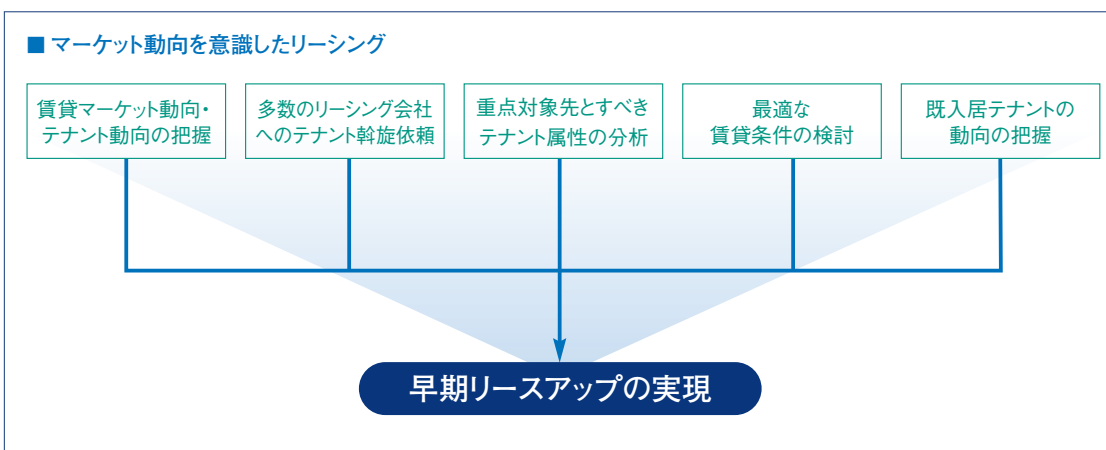 ■ マーケット動向を意識したリーシング
賃貸マーケット動向・
テナント動向の把握
多数のリーシング会社
へのテナント斡旋依頼
重点対象先とすべき
テナント属性の分析
最適な
賃貸条件の検討
既入居テナントの
動向の把握
早期リースアップの実現